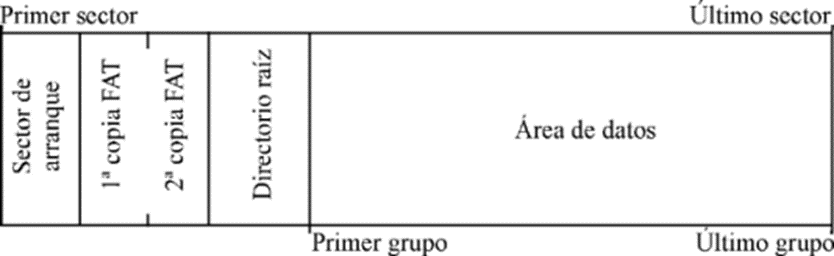 Primer sector
Último sector
Sector de
arranque
1ª copia FAT
2ª copia FAT
Directorio raíz
Área de datos
Primer grupo
Último grupo